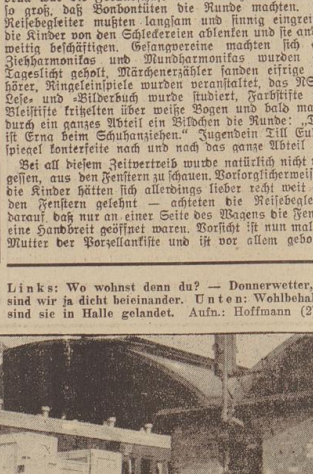 so groß, daß Bonbontüten die Runde machten.
Reisebegleiter mußten langsam und sinnig eingrei
die Kinder von den Schleckereien ablenken und sie an
weitig beschäftigen. Gesangvereine machten sich
Ziehharmonikas und Mundharmonikas wurden
Tageslicht geholt, Märchenerzähler fanden eifrige
hörer, Ringeleinspiele wurden veranstaltet, das NS
Lese- und Bilderbuch wurde studiert, Farbstifte
Bleistifte kritzelten über weiße Bogen und bald ma
durch ein ganzes Abteil ein Bildchen die Runde: „
ist Erna beim Schuhanziehen.“ Jugendein Till Eu
spiegel konterfeite nach und nach das ganze Abteil
Bei all diesem Zeitvertreib wurde natürlich nicht
gessen, aus den Fenstern zu schauen. Vorsorglicherweis
die Kinder hätten sich allerdings lieber recht weit
den Fenstern gelehnt — achteten die Reisebegle
darauf, daß nur an einer Seite des Wagens die Fen
eine Handbreit geöffnet waren. Vorsicht ist nun mal
Mutter der Porzellankiste und ist vor allem gebo
Links: Wo wohnst denn du? — Donnerwetter,
sind wir ja dicht beieinander. Unten: Wohlbehal
sind sie in Halle gelandet. Aufn.: Hoffmann (2